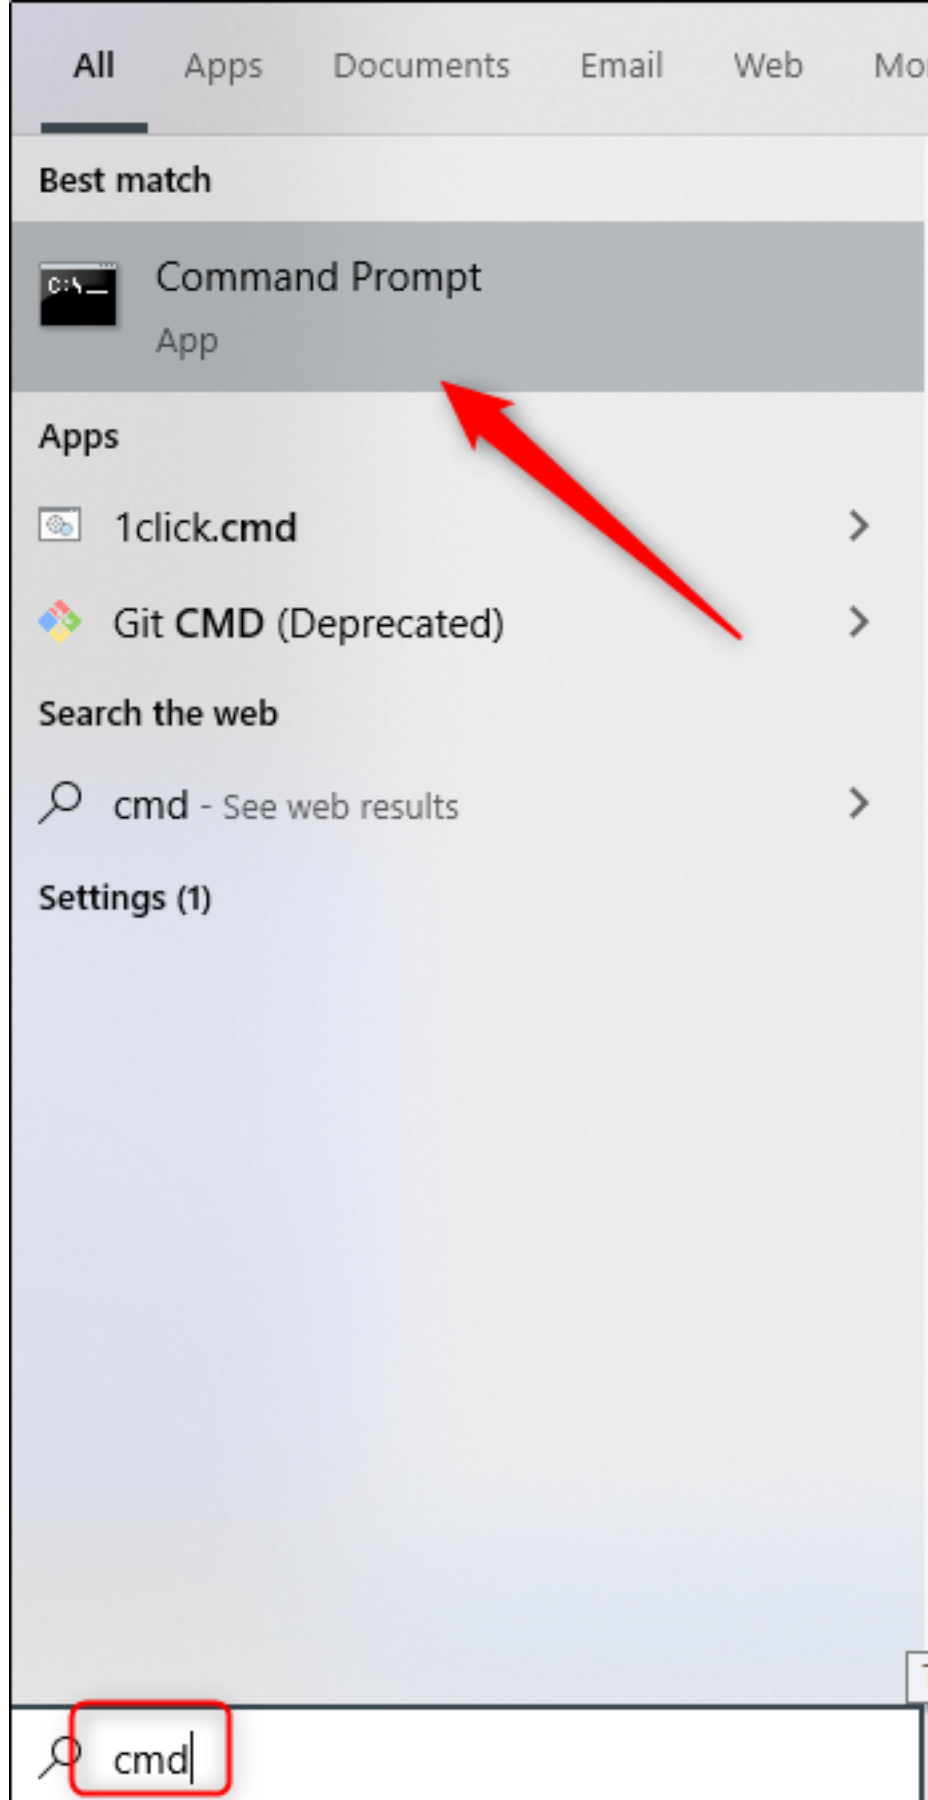 All Apps Documents Email Web Mo
Best match
C:\_
Command Prompt
App
Apps
1click.cmd
Git CMD (Deprecated)
Search the web
cmd - See web results
Settings (1)
cmd